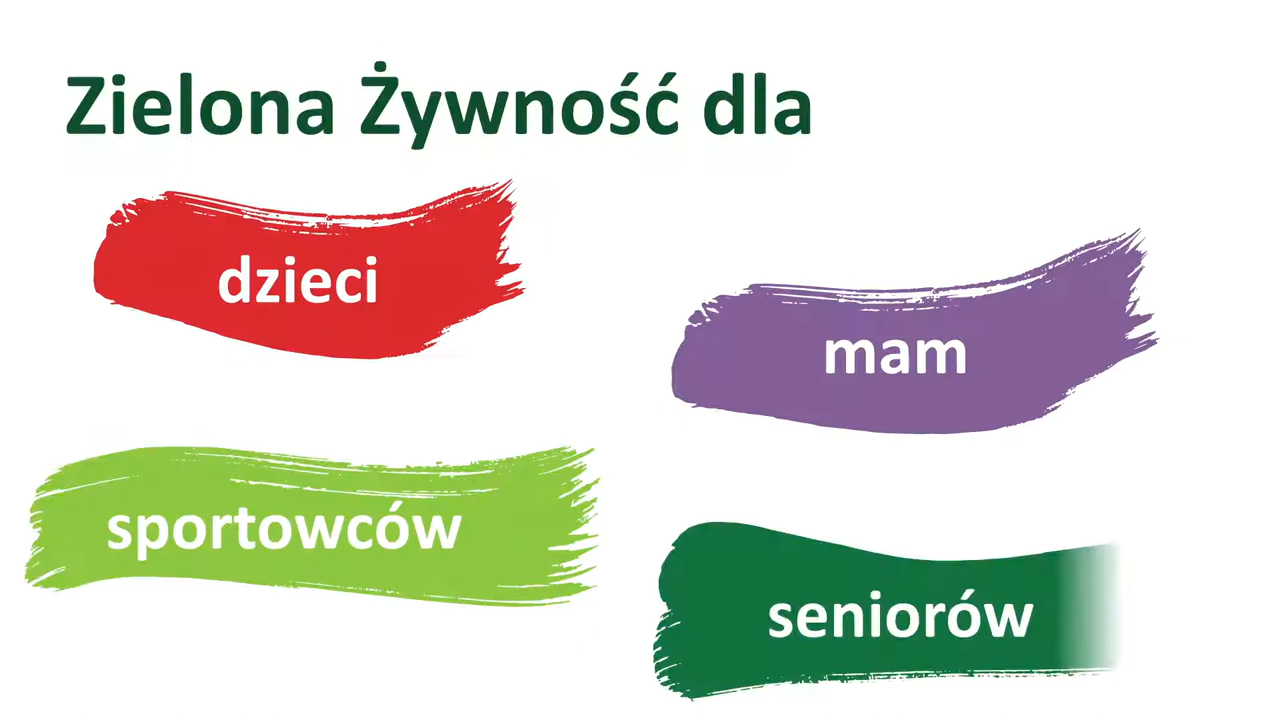 Zielona Żywność dla
dzieci
mam
sportowców
seniorów